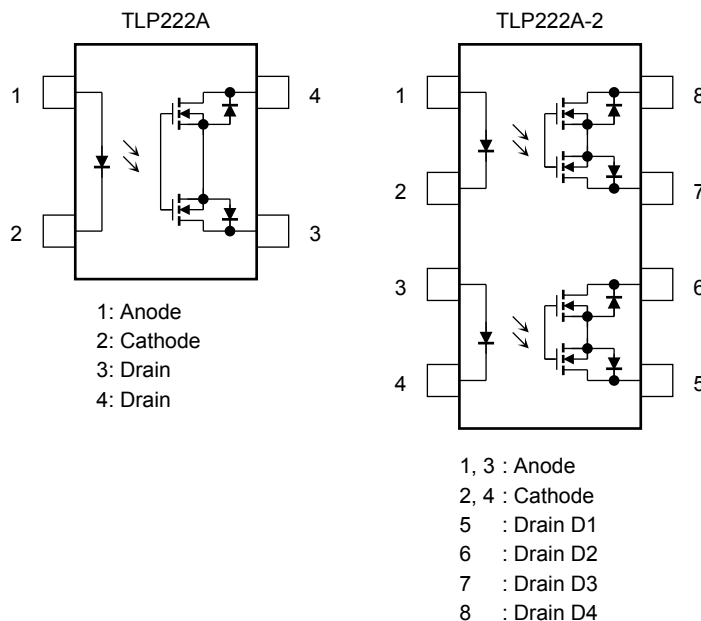 TLP222A
1
4
2
3
1: Anode
2: Cathode
3: Drain
4: Drain
TLP222A-2
1
8
2
7
3
6
4
5
1, 3 : Anode
2, 4 : Cathode
5 : Drain D1
6 : Drain D2
7 : Drain D3
8 : Drain D4